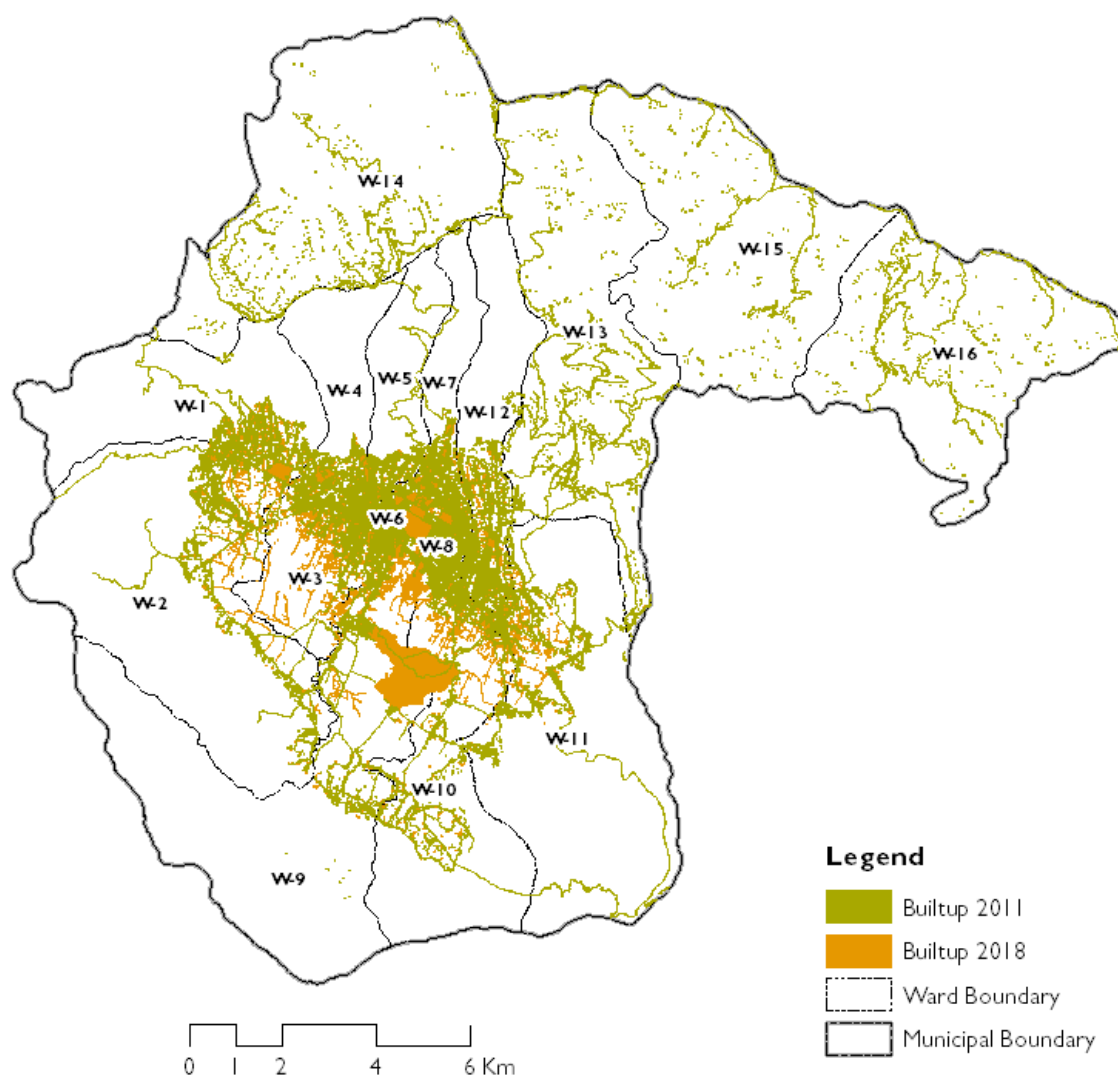 W-14
W-15
W-13
W-16
W-4
W-5
W-7
W-1
W-12
W-6
W-8
W-3
W-2
W-11
W-10
W-9
Legend
Builtup 2011
Builtup 2018
Ward Boundary
Municipal Boundary
0 1 2 4 6 Km